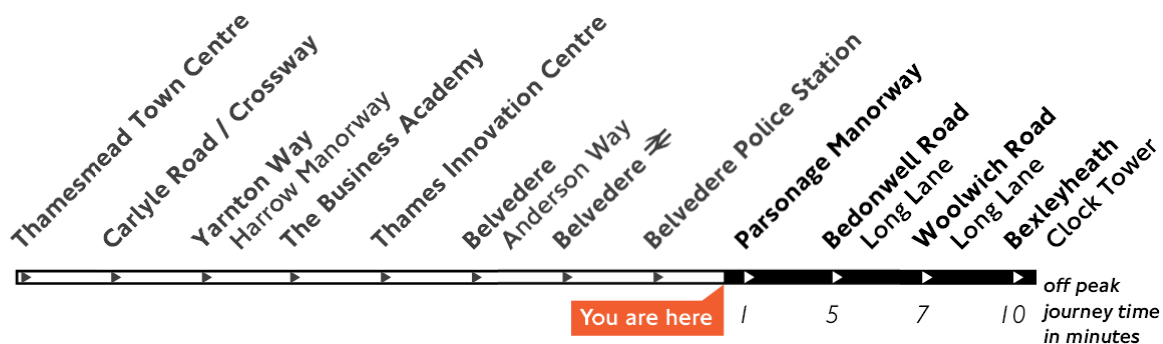 Thamesmead Town Centre
Carlyle Road / Crossway
Yarnton Way
Harrow Manorway
The Business Academy
Thames Innovation Centre
Belvedere
Anderson Way
Belvedere
Belvedere Police Station
Parsonage Manorway
Bedonwell Road
Long Lane
Woolwich Road
Long Lane
Bexleyheath
Clock Tower
You are here
1
5
7
10
off peak
journey time
in minutes